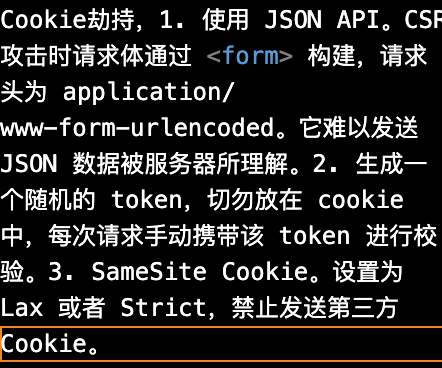 Cookie劫持，1. 使用 JSON API。CSR
攻击时请求体通过 <form> 构建，请求
头为 application/
www-form-urlencoded。它难以发送
JSON 数据被服务器所理解。2. 生成一
个随机的 token，切勿放在 cookie
中，每次请求手动携带该 token 进行校
验。3. SameSite Cookie。设置为
Lax 或者 Strict，禁止发送第三方
Cookie。